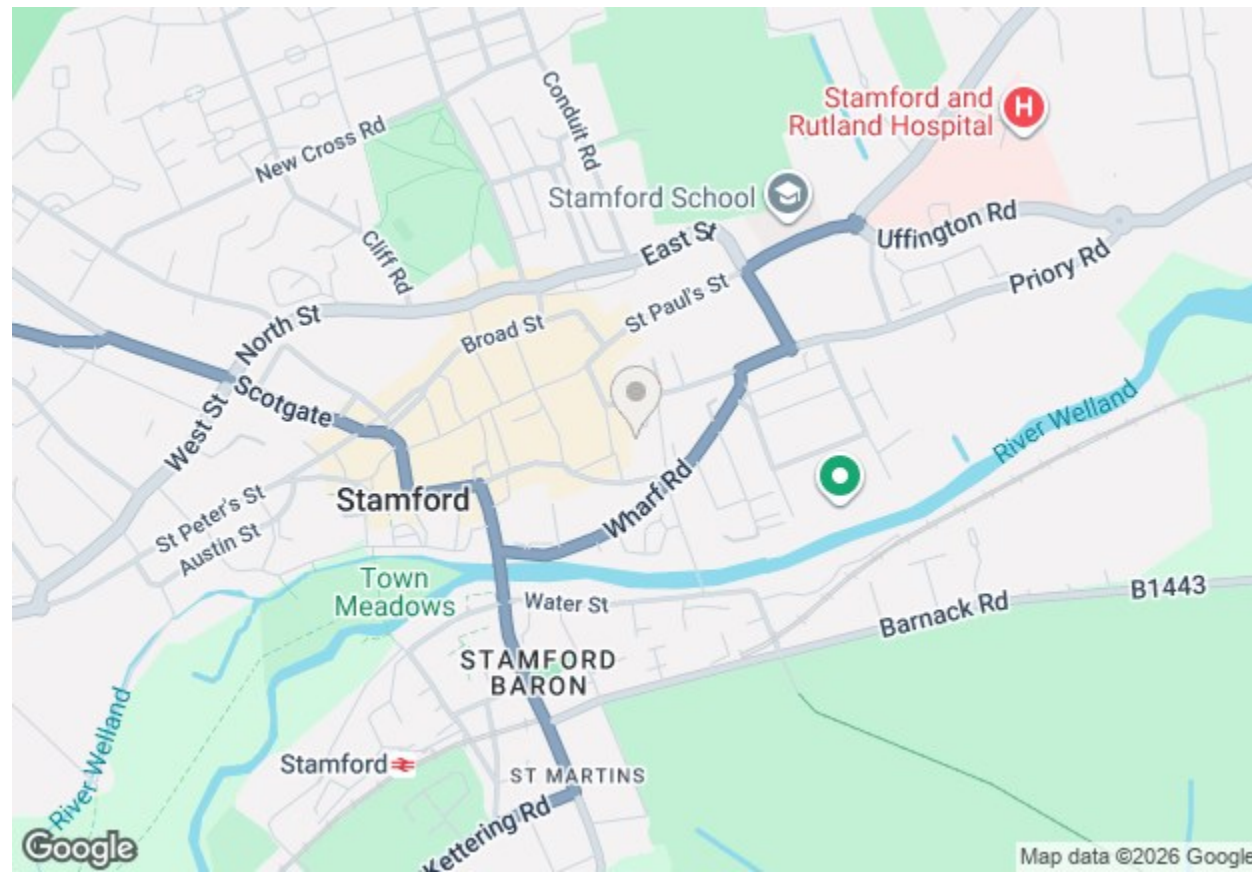 Conduit Rd
New Cross Rd
Stamford and
Rutland Hospital
H
Stamford School
East St
Uffington Rd
Cliff Rd
St Paul's St
Priory Rd
North St
Broad St
Scotgate
West St
River Welland
Stamford
Wharf Rd
St Peter's St
Austin St
Town
Meadows
Water St
B1443
Barnack Rd
STAMFORD
BARON
River Welland
Stamford
ST MARTINS
Kettering Rd
Google
Map data ©2026 Google